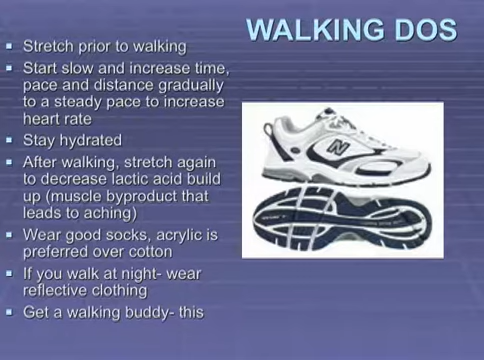 WALKING DOS
Stretch prior to walking
Start slow and increase time,
pace and distance gradually
to a steady pace to increase
heart rate
Stay hydrated
After walking, stretch again
to decrease lactic acid build
up (muscle byproduct that
leads to aching)
Wear good socks, acrylic is
preferred over cotton
If you walk at night- wear
reflective clothing
Get a walking buddy- this
N